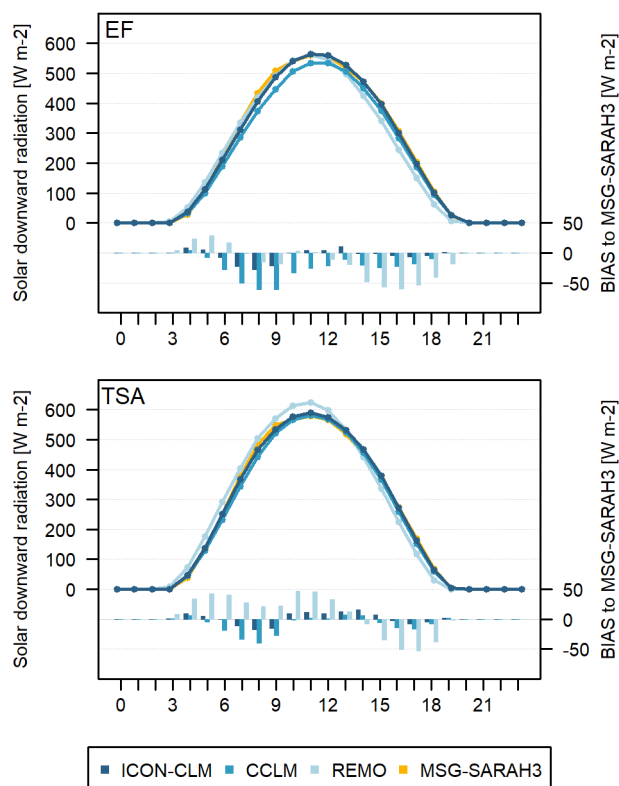 EF
Solar downward radiation [W m-2]
600
500
400
300
200
100
0
50
0
-50
BIAS to MSG-SARAH3 [W m-2]
0 3 6 9 12 15 18 21
TSA
Solar downward radiation [W m-2]
600
500
400
300
200
100
0
50
0
-50
BIAS to MSG-SARAH3 [W m-2]
0 3 6 9 12 15 18 21
ICON-CLM CCLM REMO MSG-SARAH3